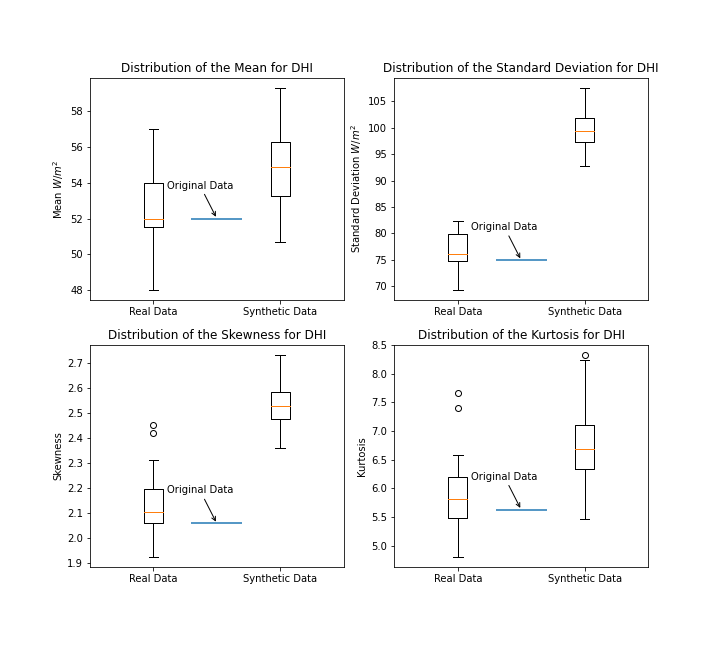 Distribution of the Mean for DHI
Mean W/m²
58
56
54
52
50
48
Original Data
Real Data
Synthetic Data
Distribution of the Standard Deviation for DHI
Standard Deviation W/m²
105
100
95
90
85
80
75
70
Original Data
Real Data
Synthetic Data
Distribution of the Skewness for DHI
Skewness
2.7
2.6
2.5
2.4
2.3
2.2
2.1
2.0
1.9
Original Data
Real Data
Synthetic Data
Distribution of the Kurtosis for DHI
Kurtosis
8.5
8.0
7.5
7.0
6.5
6.0
5.5
5.0
Original Data
Real Data
Synthetic Data